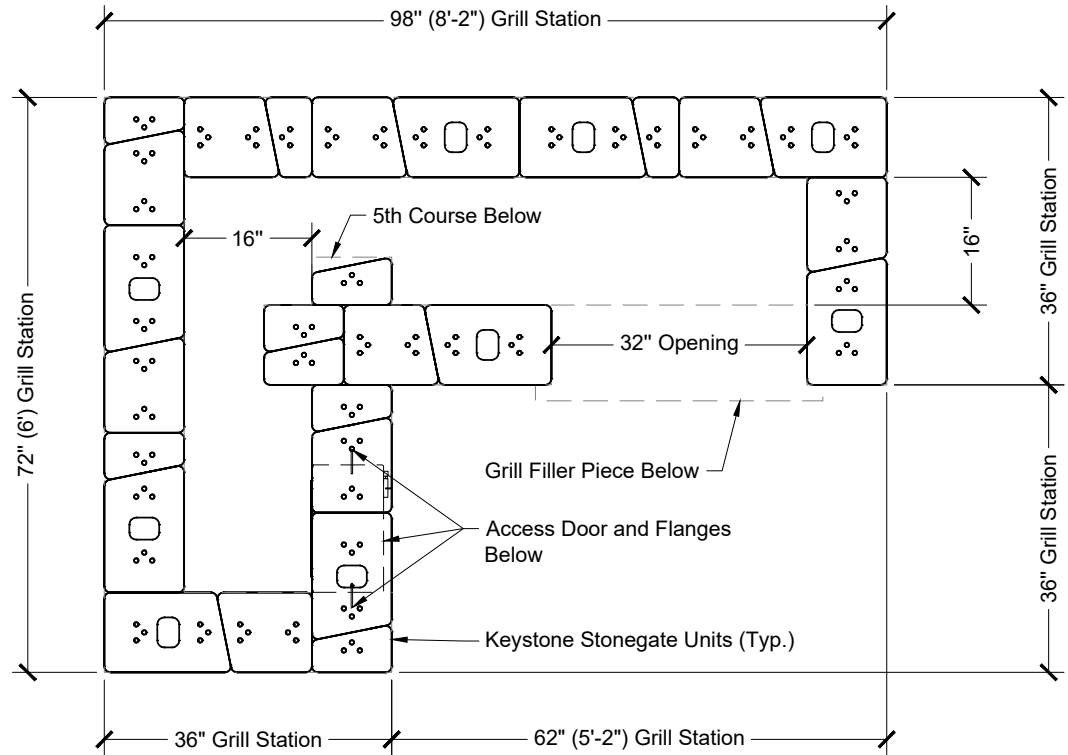 98" (8'-2") Grill Station
5th Course Below
16"
16"
36" Grill Station
32" Opening
72" (6') Grill Station
Grill Filler Piece Below
Access Door and Flanges
Below
36" Grill Station
Keystone Stonegate Units (Typ.)
36" Grill Station
62" (5'-2") Grill Station